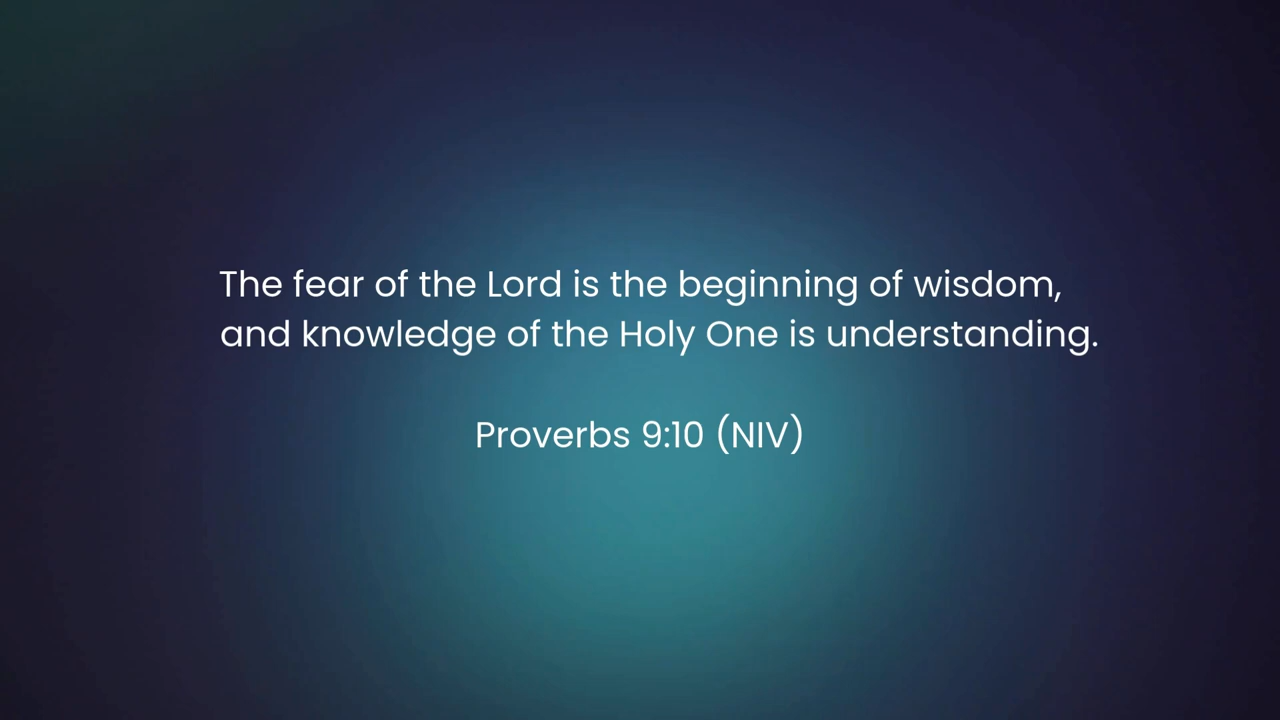 The fear of the Lord is the beginning of wisdom,
and knowledge of the Holy One is understanding.
Proverbs 9:10 (NIV)